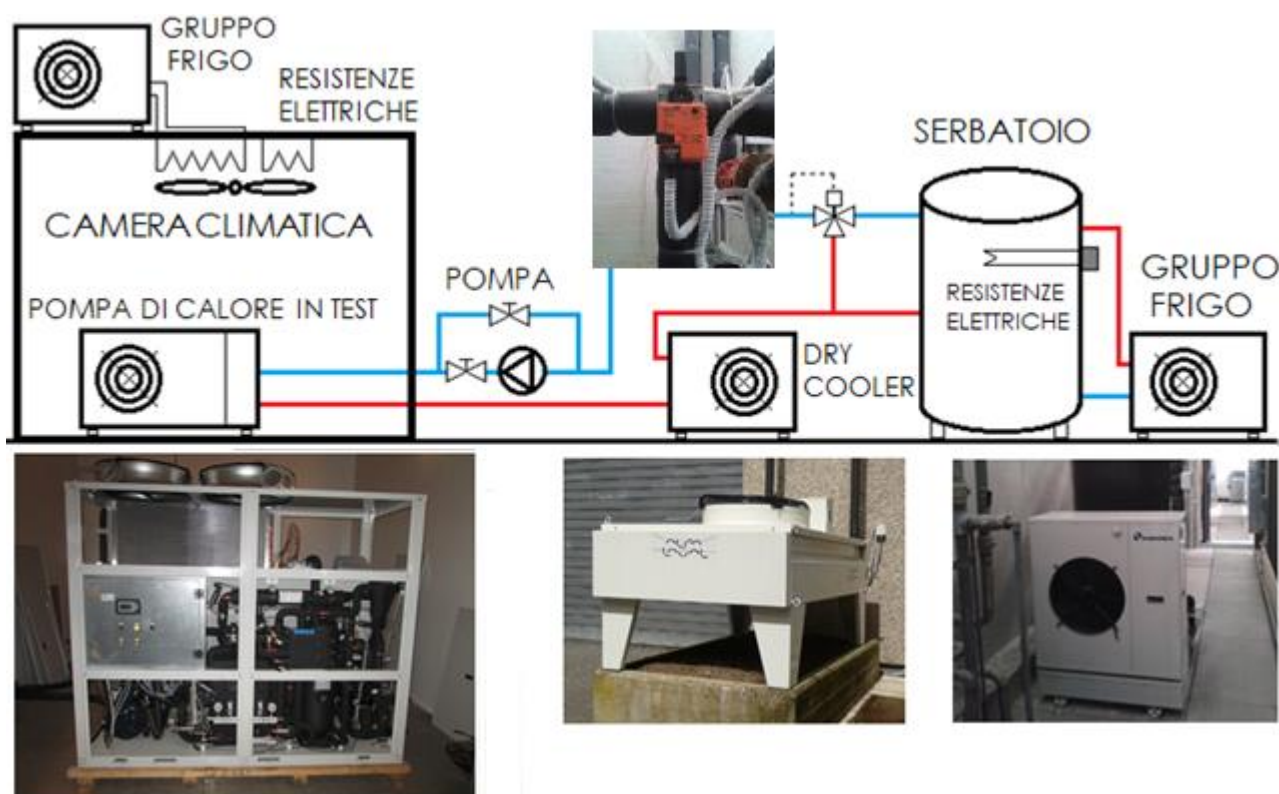 GRUPPO
FRIGO
RESISTENZE
ELETTRICHE
CAMERA CLIMATICA
POMPA DI CALORE IN TEST
POMPA
SERBATOIO
RESISTENZE
ELETTRICHE
GRUPPO
FRIGO
DRY
COOLER